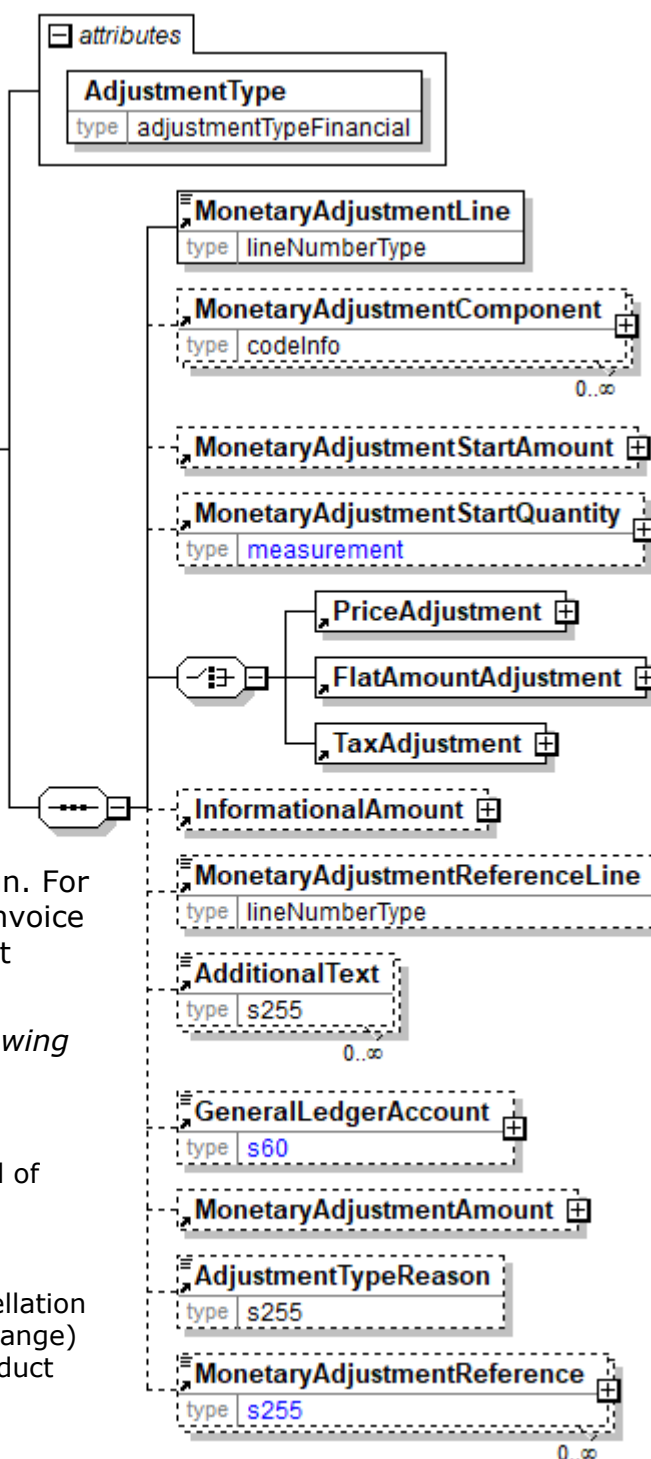 attributes
AdjustmentType
type adjustmentTypeFinancial
MonetaryAdjustmentLine
type lineNumberType
MonetaryAdjustmentComponent
type codeInfo
0..∞
MonetaryAdjustmentStartAmount
MonetaryAdjustmentStartQuantity
type measurement
PriceAdjustment
FlatAmountAdjustment
TaxAdjustment
InformationalAmount
n. For
nvoice
t
MonetaryAdjustmentReferenceLine
type lineNumberType
AdditionalText
type s255
0..∞
wing
GeneralLedgerAccount
type s60
l of
MonetaryAdjustmentAmount
AdjustmentTypeReason
type s255
ellation
ange)
duct
MonetaryAdjustmentReference
type s255
0..∞